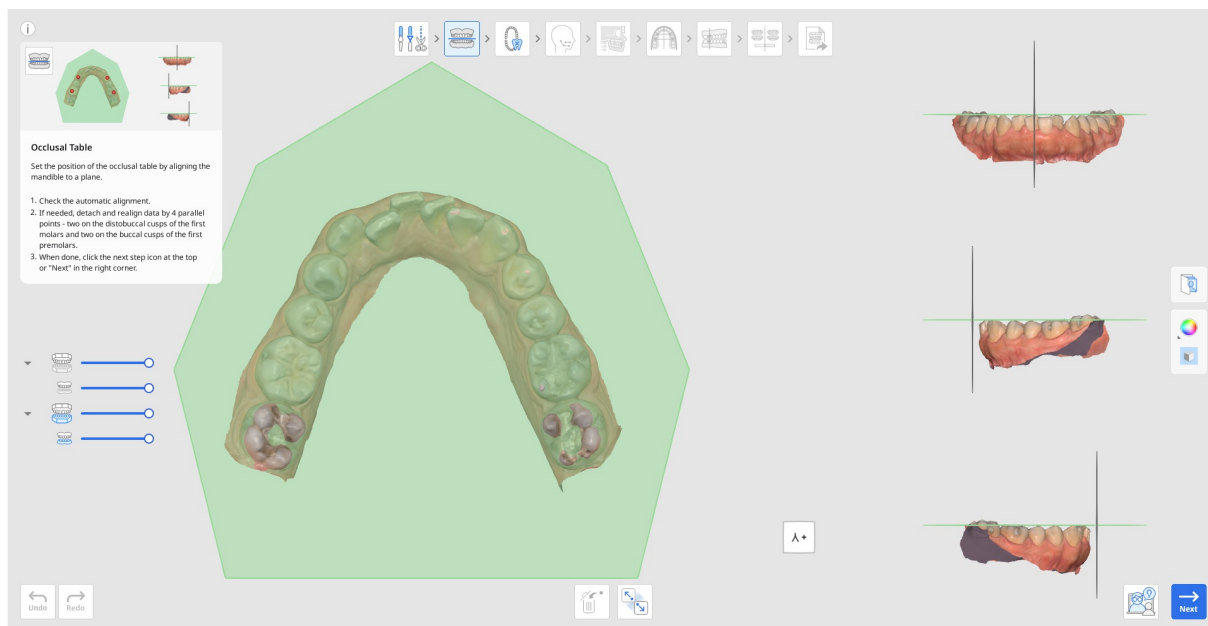 Occlusal Table
Set the position of the occlusal table by aligning the
mandible to a plane.
1. Check the automatic alignment.
2. If needed, detach and realign data by 4 parallel
points - two on the distobuccal cusps of the first
molars and two on the buccal cusps of the first
premolars.
3. When done, click the next step icon at the top
or "Next" in the right corner.
Undo
Redo
Next